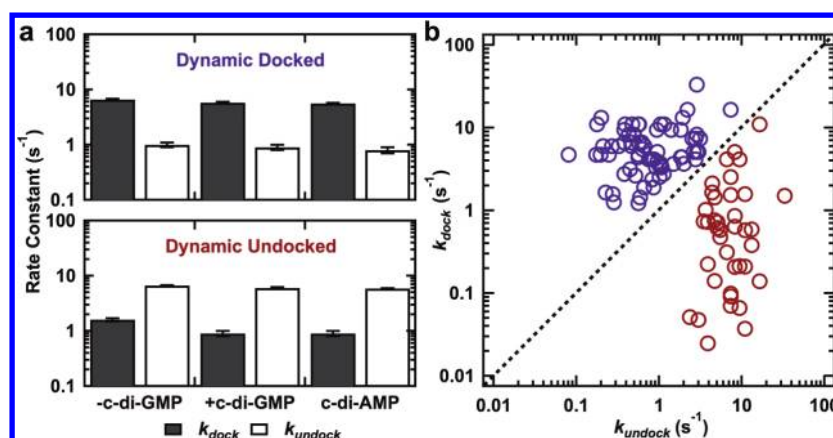 a
Dynamic Docked
100
10
1
0.1
Dynamic Undocked
100
10
1
0.1
Rate Constant (s⁻¹)
-c-di-GMP +c-di-GMP c-di-AMP
k_dock k_undock
b
100
10
1
0.1
0.01
k_dock (s⁻¹)
0.01 0.1 1 10 100
k_undock (s⁻¹)